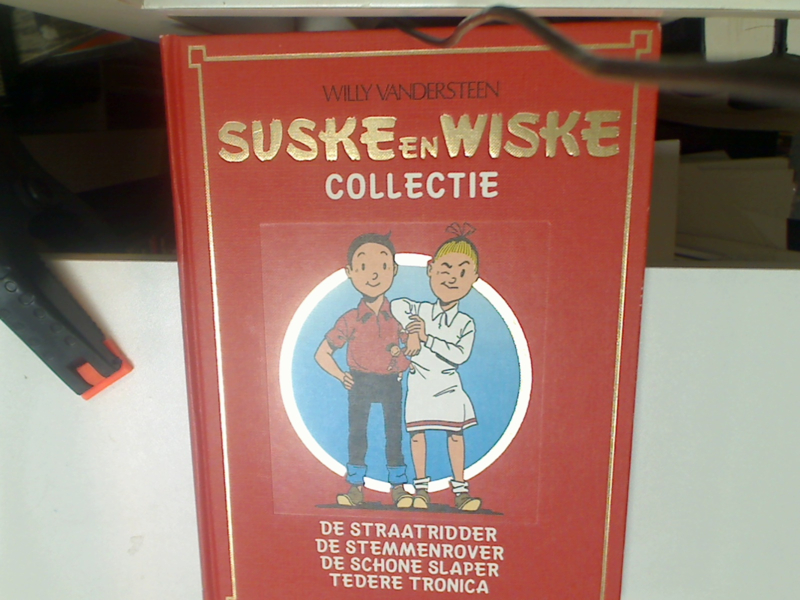 WILLY VANDERSTEEN
SUSKE EN WISKE
COLLECTIE
DE STRAATRIDDER
DE STEMMENROVER
DE SCHONE SLAPER
TEDERE TRONICA